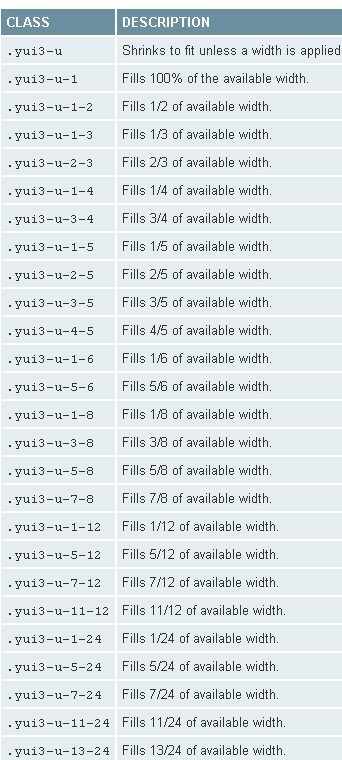 CLASS DESCRIPTION
.yui3-u Shrinks to fit unless a width is applied
.yui3-u-1 Fills 100% of the available width.
.yui3-u-1-2 Fills 1/2 of available width.
.yui3-u-1-3 Fills 1/3 of available width.
.yui3-u-2-3 Fills 2/3 of available width.
.yui3-u-1-4 Fills 1/4 of available width.
.yui3-u-3-4 Fills 3/4 of available width.
.yui3-u-1-5 Fills 1/5 of available width.
.yui3-u-2-5 Fills 2/5 of available width.
.yui3-u-3-5 Fills 3/5 of available width.
.yui3-u-4-5 Fills 4/5 of available width.
.yui3-u-1-6 Fills 1/6 of available width.
.yui3-u-5-6 Fills 5/6 of available width.
.yui3-u-1-8 Fills 1/8 of available width.
.yui3-u-3-8 Fills 3/8 of available width.
.yui3-u-5-8 Fills 5/8 of available width.
.yui3-u-7-8 Fills 7/8 of available width.
.yui3-u-1-12 Fills 1/12 of available width.
.yui3-u-5-12 Fills 5/12 of available width.
.yui3-u-7-12 Fills 7/12 of available width.
.yui3-u-11-12 Fills 11/12 of available width.
.yui3-u-1-24 Fills 1/24 of available width.
.yui3-u-5-24 Fills 5/24 of available width.
.yui3-u-7-24 Fills 7/24 of available width.
.yui3-u-11-24 Fills 11/24 of available width.
.yui3-u-13-24 Fills 13/24 of available width.